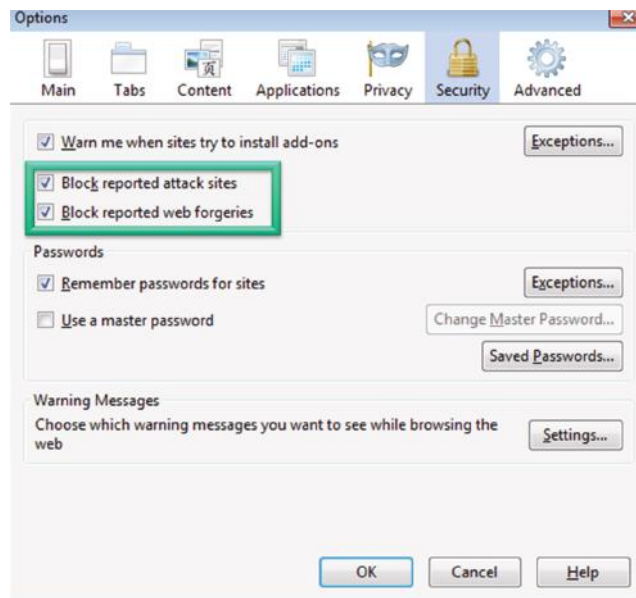 Options
Main Tabs Content Applications Privacy Security Advanced
Warn me when sites try to install add-ons Exceptions...
Block reported attack sites
Block reported web forgeries
Passwords
Remember passwords for sites Exceptions...
Use a master password Change Master Password...
Saved Passwords...
Warning Messages
Choose which warning messages you want to see while browsing the
web Settings...
OK Cancel Help